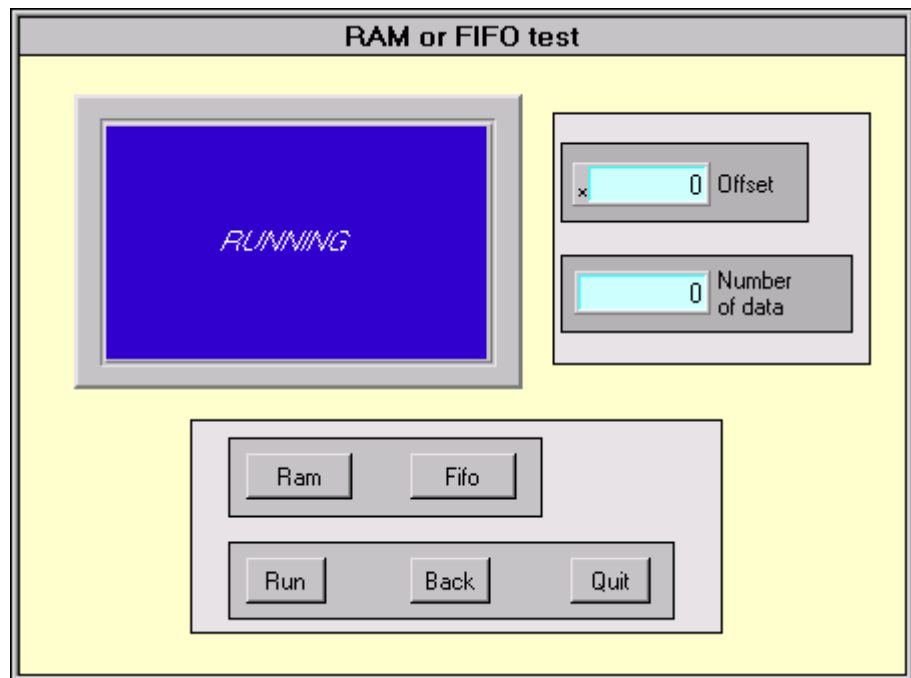 RAM or FIFO test
RUNNING
x 0 Offset
0 Number
of data
Ram Fifo
Run Back Quit